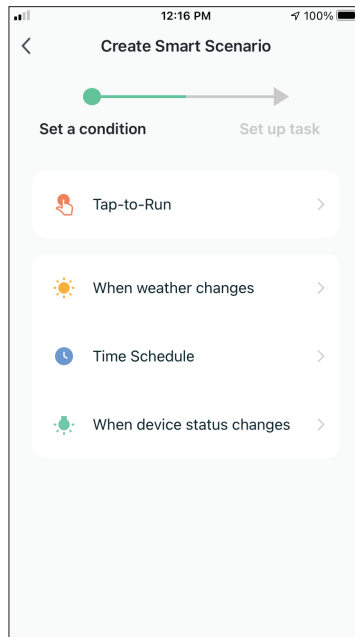 12:16 PM
100%
Create Smart Scenario
Set a condition
Set up task
Tap-to-Run
When weather changes
Time Schedule
When device status changes